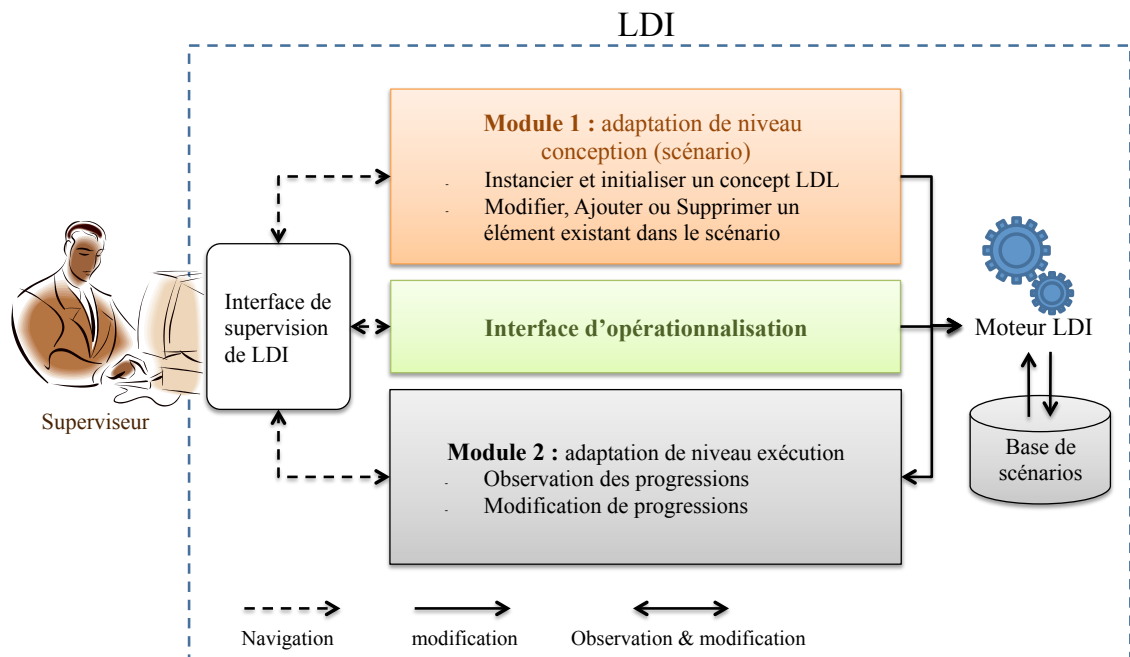 LDI
Module 1 : adaptation de niveau
conception (scénario)
- Instancier et initialiser un concept LDL
- Modifier, Ajouter ou Supprimer un
élément existant dans le scénario
Interface de
supervision
de LDI
Interface d’opérationnalisation
Moteur LDI
Superviseur
Module 2 : adaptation de niveau exécution
- Observation des progressions
- Modification de progressions
Base de
scénarios
Navigation
modification
Observation & modification